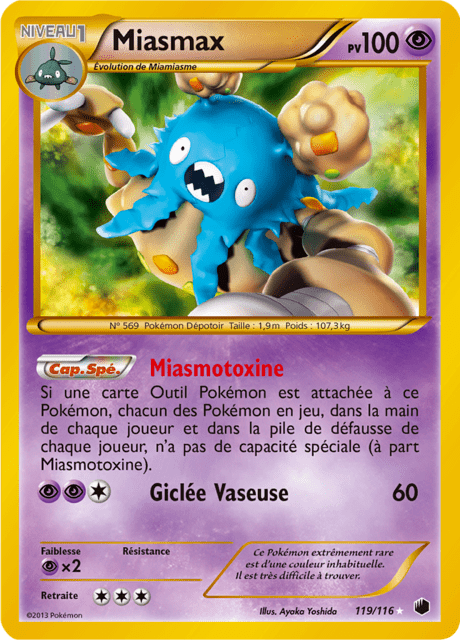 NIVEAU 1
Miasmax
PV 100
Évolution de Miamiasme
N° 569 Pokémon Dépotoir Taille : 1,9 m Poids : 107,3 kg
Cap. Spé. Miasmotoxine
Si une carte Outil Pokémon est attachée à ce
Pokémon, chacun des Pokémon en jeu, dans la main
de chaque joueur et dans la pile de défausse de
chaque joueur, n'a pas de capacité spéciale (à part
Miasmotoxine).
Giclée Vaseuse 60
Faiblesse Résistance
×2
Retraite
Ce Pokémon extrêmement rare
est d'une couleur inhabituelle.
Il est très difficile à trouver.
©2013 Pokémon
Illus. Ayaka Yoshida
119/116